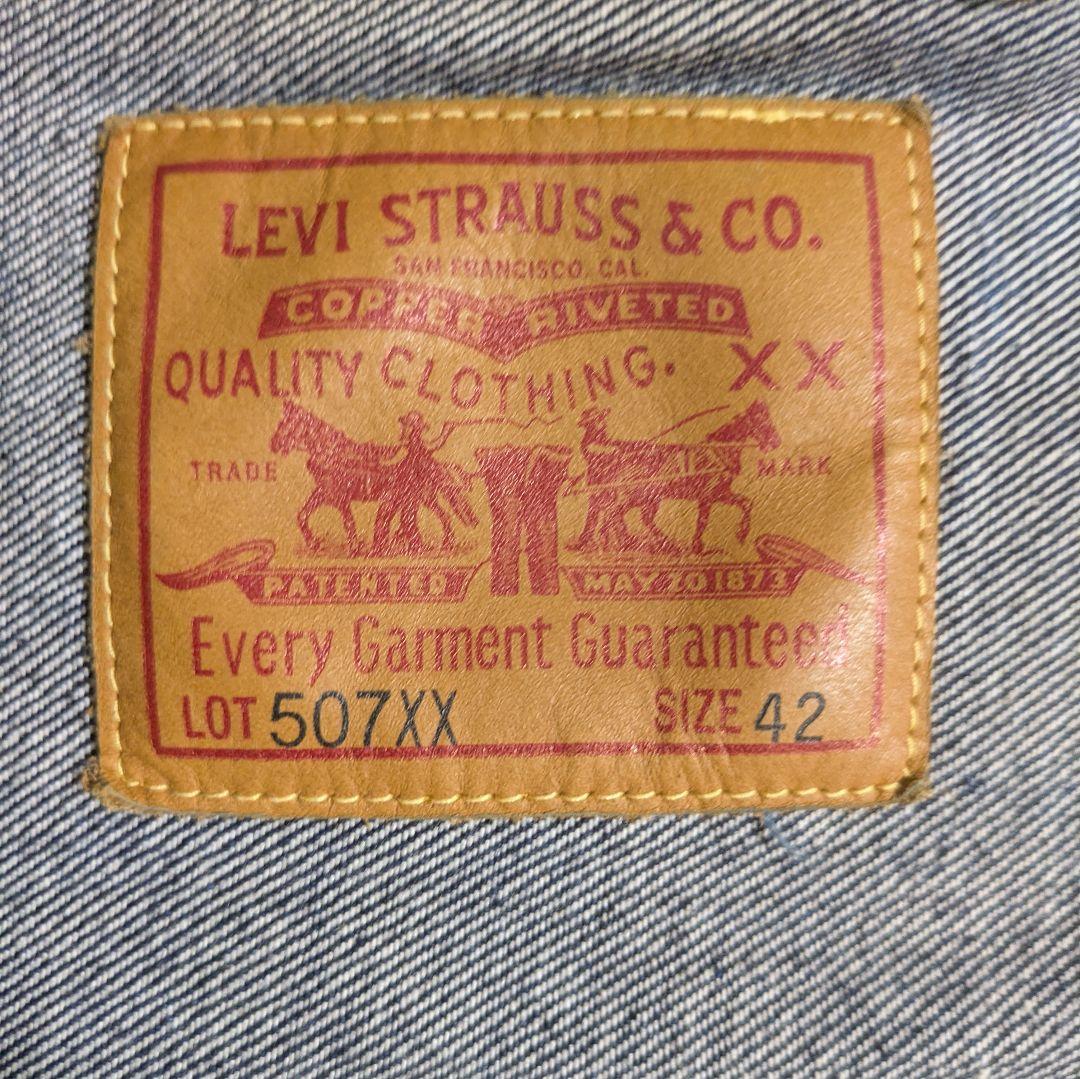 LEVI STRAUSS & CO.
SAN FRANCISCO, CAL.
COPPER RIVETED
QUALITY CLOTHING. XX
TRADE MARK
PATENTED MAY 20 1873
Every Garment Guaranteed
LOT 507XX SIZE 42